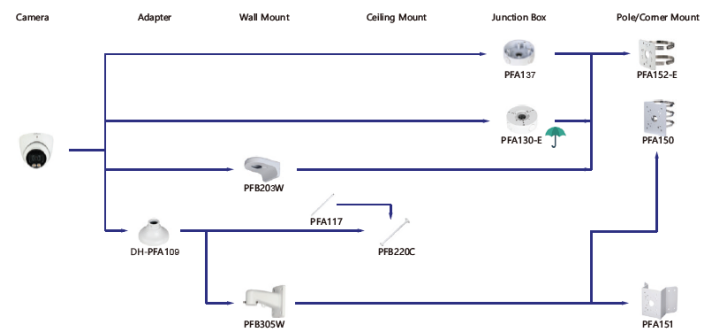 Camera Adapter Wall Mount Ceiling Mount Junction Box Pole/Corner Mount
PFA137 PFA152-E
PFA130-E PFA150
PFB203W
PFA117
DH-PFA109 PFB220C
PFB305W PFA151